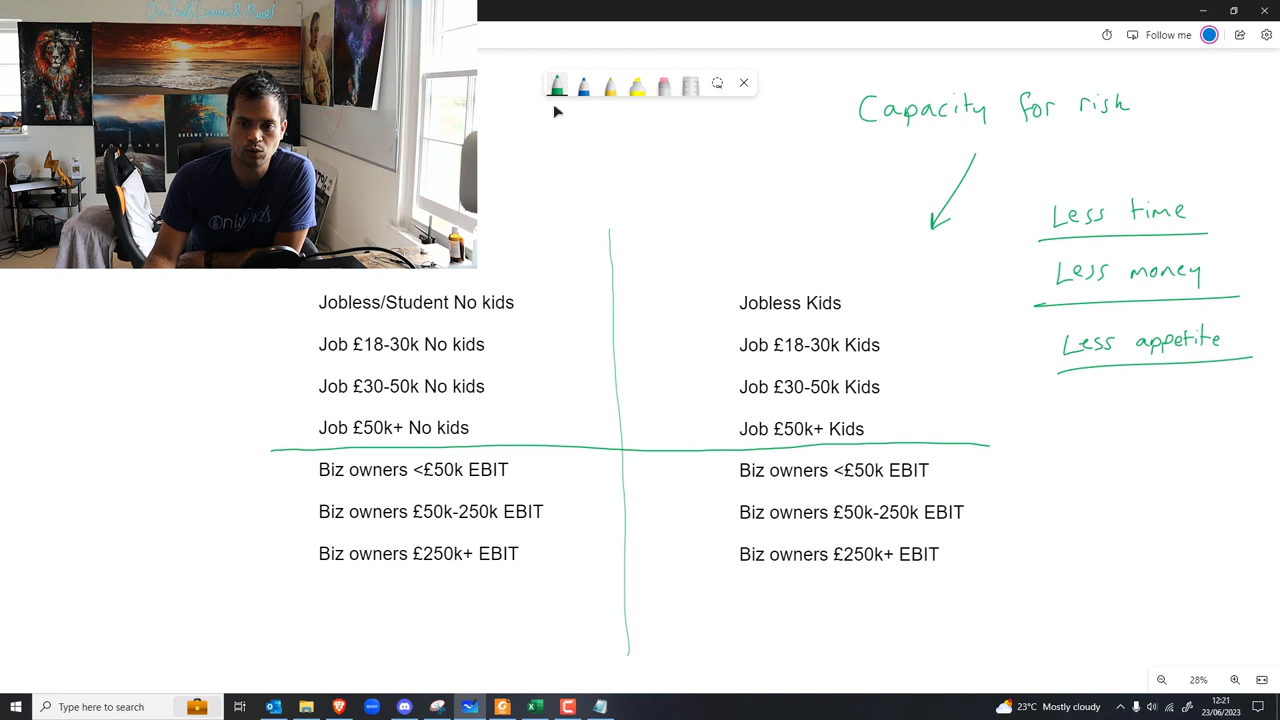 Follow me
Capacity for risk
Less time
Less money
Less appetite
FORWARD
Jobless/Student No kids
Job £18-30k No kids
Job £30-50k No kids
Job £50k+ No kids
Biz owners <£50k EBIT
Biz owners £50k-250k EBIT
Biz owners £250k+ EBIT
Jobless Kids
Job £18-30k Kids
Job £30-50k Kids
Job £50k+ Kids
Biz owners <£50k EBIT
Biz owners £50k-250k EBIT
Biz owners £250k+ EBIT
28%
Type here to search
23°C Mostly cloudy
12:21
23/06/2023